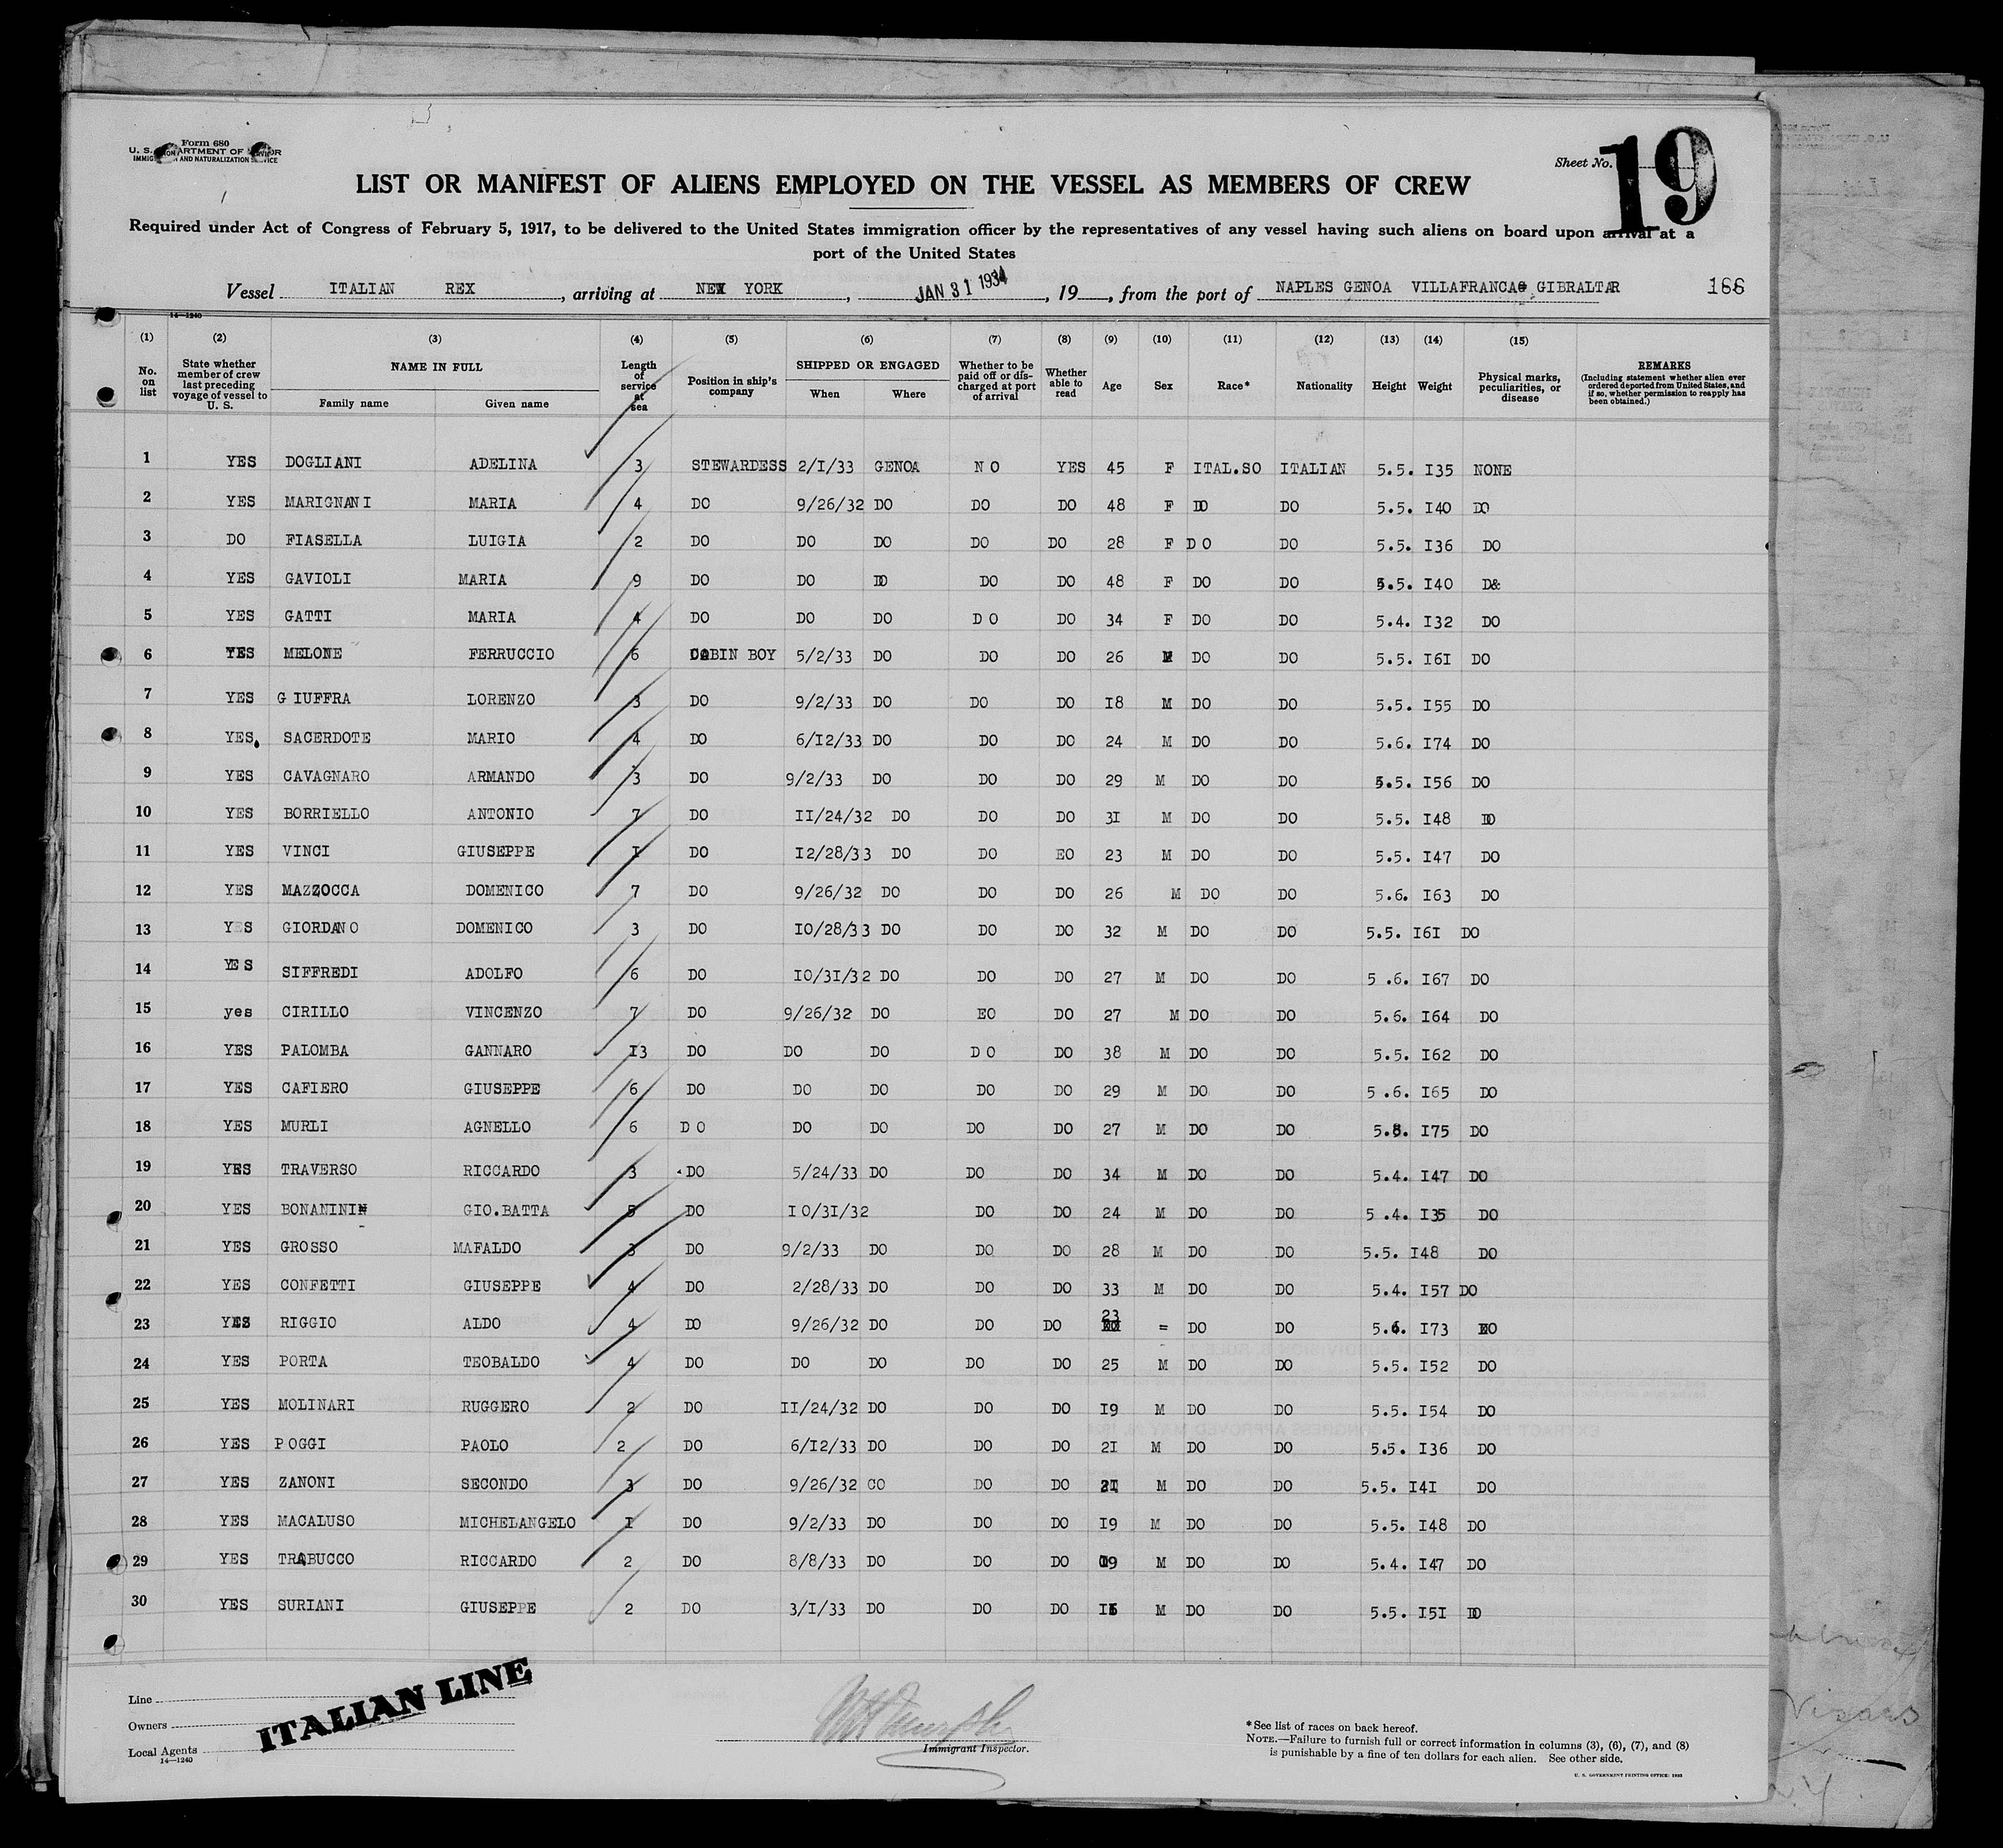 Form 680
U. S. DEPARTMENT OF LABOR
IMMIGRATION AND NATURALIZATION SERVICE
Sheet No. 19
LIST OR MANIFEST OF ALIENS EMPLOYED ON THE VESSEL AS MEMBERS OF CREW
Required under Act of Congress of February 5, 1917, to be delivered to the United States immigration officer by the representatives of any vessel having such aliens on board upon arrival at a
port of the United States
Vessel ITALIAN REX, arriving at NEW YORK, JAN 31 1934, 19, from the port of NAPLES GENOA VILLAFRANCA GIBRALTAR 188
14—1240
(1) (2) (3) (4) (5) (6) (7) (8) (9) (10) (11) (12) (13) (14) (15)
No. on list State whether member of crew last preceding voyage of vessel to U. S. NAME IN FULL Family name Given name Length of service at sea Position in ship's company SHIPPED OR ENGAGED When Where Whether to be paid off or discharged at port of arrival Whether able to read Age Sex Race* Nationality Height Weight Physical marks, peculiarities, or disease REMARKS (Including statement whether alien ever ordered deported from United States, and if so, whether permission to reapply has been obtained.)
1 YES DOGLIANI ADELINA 3 STEWARDESS 2/I/33 GENOA N O YES 45 F ITAL.SO ITALIAN 5.5. I35 NONE
2 YES MARIGNANI MARIA 4 DO 9/26/32 DO DO DO 48 F DO DO 5.5. I40 DO
3 DO FIASELLA LUIGIA 2 DO DO DO DO DO 28 F D O DO 5.5. I36 DO
4 YES GAVIOLI MARIA 9 DO DO DO DO DO 48 F DO DO 5.5. I40 D&
5 YES GATTI MARIA 4 DO DO DO D O DO 34 F DO DO 5.4. I32 DO
6 YES MELONE FERRUCCIO 6 CABIN BOY 5/2/33 DO DO DO 26 M DO DO 5.5. I6I DO
7 YES G IUFFRA LORENZO 3 DO 9/2/33 DO DO DO I8 M DO DO 5.5. I55 DO
8 YES. SACERDOTE MARIO 4 DO 6/I2/33 DO DO DO 24 M DO DO 5.6. I74 DO
9 YES CAVAGNARO ARMANDO 3 DO 9/2/33 DO DO DO 29 M DO DO 5.5. I56 DO
10 YES BORRIELLO ANTONIO 7 DO II/24/32 DO DO DO 3I M DO DO 5.5. I48 DO
11 YES VINCI GIUSEPPE I DO I2/28/33 DO DO EO 23 M DO DO 5.5. I47 DO
12 YES MAZZOCCA DOMENICO 7 DO 9/26/32 DO DO DO 26 M DO DO 5.6. I63 DO
13 YES GIORDANO DOMENICO 3 DO I0/28/33 DO DO DO 32 M DO DO 5.5. I6I DO
14 YES SIFFREDI ADOLFO 6 DO I0/3I/32 DO DO DO 27 M DO DO 5 .6. I67 DO
15 yes CIRILLO VINCENZO 7 DO 9/26/32 DO EO DO 27 M DO DO 5.6. I64 DO
16 YES PALOMBA GANNARO I3 DO DO DO D O DO 38 M DO DO 5.5. I62 DO
17 YES CAFIERO GIUSEPPE 6 DO DO DO DO DO 29 M DO DO 5 .6. I65 DO
18 YES MURLI AGNELLO 6 D O DO DO DO DO 27 M DO DO 5.8. I75 DO
19 YES TRAVERSO RICCARDO 3 DO 5/24/33 DO DO DO 34 M DO DO 5.4. I47 DO
20 YES BONANINI GIO.BATTA 5 DO I0/3I/32 DO DO 24 M DO DO 5 .4. I35 DO
21 YES GROSSO MAFALDO 3 DO 9/2/33 DO DO DO 28 M DO DO 5.5. I48 DO
22 YES CONFETTI GIUSEPPE 4 DO 2/28/33 DO DO DO 33 M DO DO 5.4. I57 DO
23 YES RIGGIO ALDO 4 DO 9/26/32 DO DO DO 23 = DO DO 5.6. I73 DO
24 YES PORTA TEOBALDO 4 DO DO DO DO DO 25 M DO DO 5.5. I52 DO
25 YES MOLINARI RUGGERO 2 DO II/24/32 DO DO DO I9 M DO DO 5.5. I54 DO
26 YES POGGI PAOLO 2 DO 6/I2/33 DO DO DO 2I M DO DO 5.5. I36 DO
27 YES ZANONI SECONDO 3 DO 9/26/32 CO DO DO 2I M DO DO 5.5. I4I DO
28 YES MACALUSO MICHELANGELO I DO 9/2/33 DO DO DO I9 M DO DO 5.5. I48 DO
29 YES TRABUCCO RICCARDO 2 DO 8/8/33 DO DO DO 19 M DO DO 5.4. I47 DO
30 YES SURIANI GIUSEPPE 2 DO 3/I/33 DO DO DO M DO DO 5.5. I5I DO
Line
Owners
Local Agents
14—1240
ITALIAN LINE
Immigrant Inspector.
*See list of races on back hereof.
NOTE.—Failure to furnish full or correct information in columns (3), (6), (7), and (8)
is punishable by a fine of ten dollars for each alien. See other side.
U. S. GOVERNMENT PRINTING OFFICE: 1933